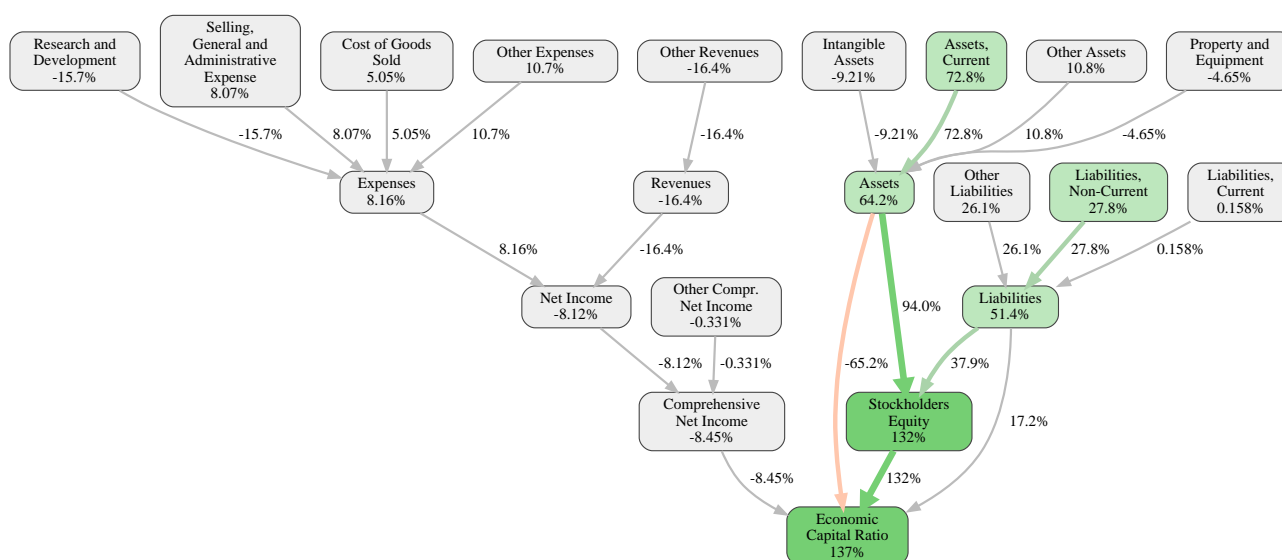 Research and
Development
-15.7%
Selling,
General and
Administrative
Expense
8.07%
Cost of Goods
Sold
5.05%
Other Expenses
10.7%
Other Revenues
-16.4%
Intangible
Assets
-9.21%
Assets,
Current
72.8%
Other Assets
10.8%
Property and
Equipment
-4.65%
-15.7%
8.07%
5.05%
10.7%
-16.4%
-9.21%
72.8%
10.8%
-4.65%
Expenses
8.16%
Revenues
-16.4%
Assets
64.2%
Other
Liabilities
26.1%
Liabilities,
Non-Current
27.8%
Liabilities,
Current
0.158%
8.16%
-16.4%
26.1%
27.8%
0.158%
Net Income
-8.12%
Other Compr.
Net Income
-0.331%
94.0%
Liabilities
51.4%
-8.12%
-0.331%
-65.2%
37.9%
Comprehensive
Net Income
-8.45%
Stockholders
Equity
132%
17.2%
-8.45%
132%
Economic
Capital Ratio
137%